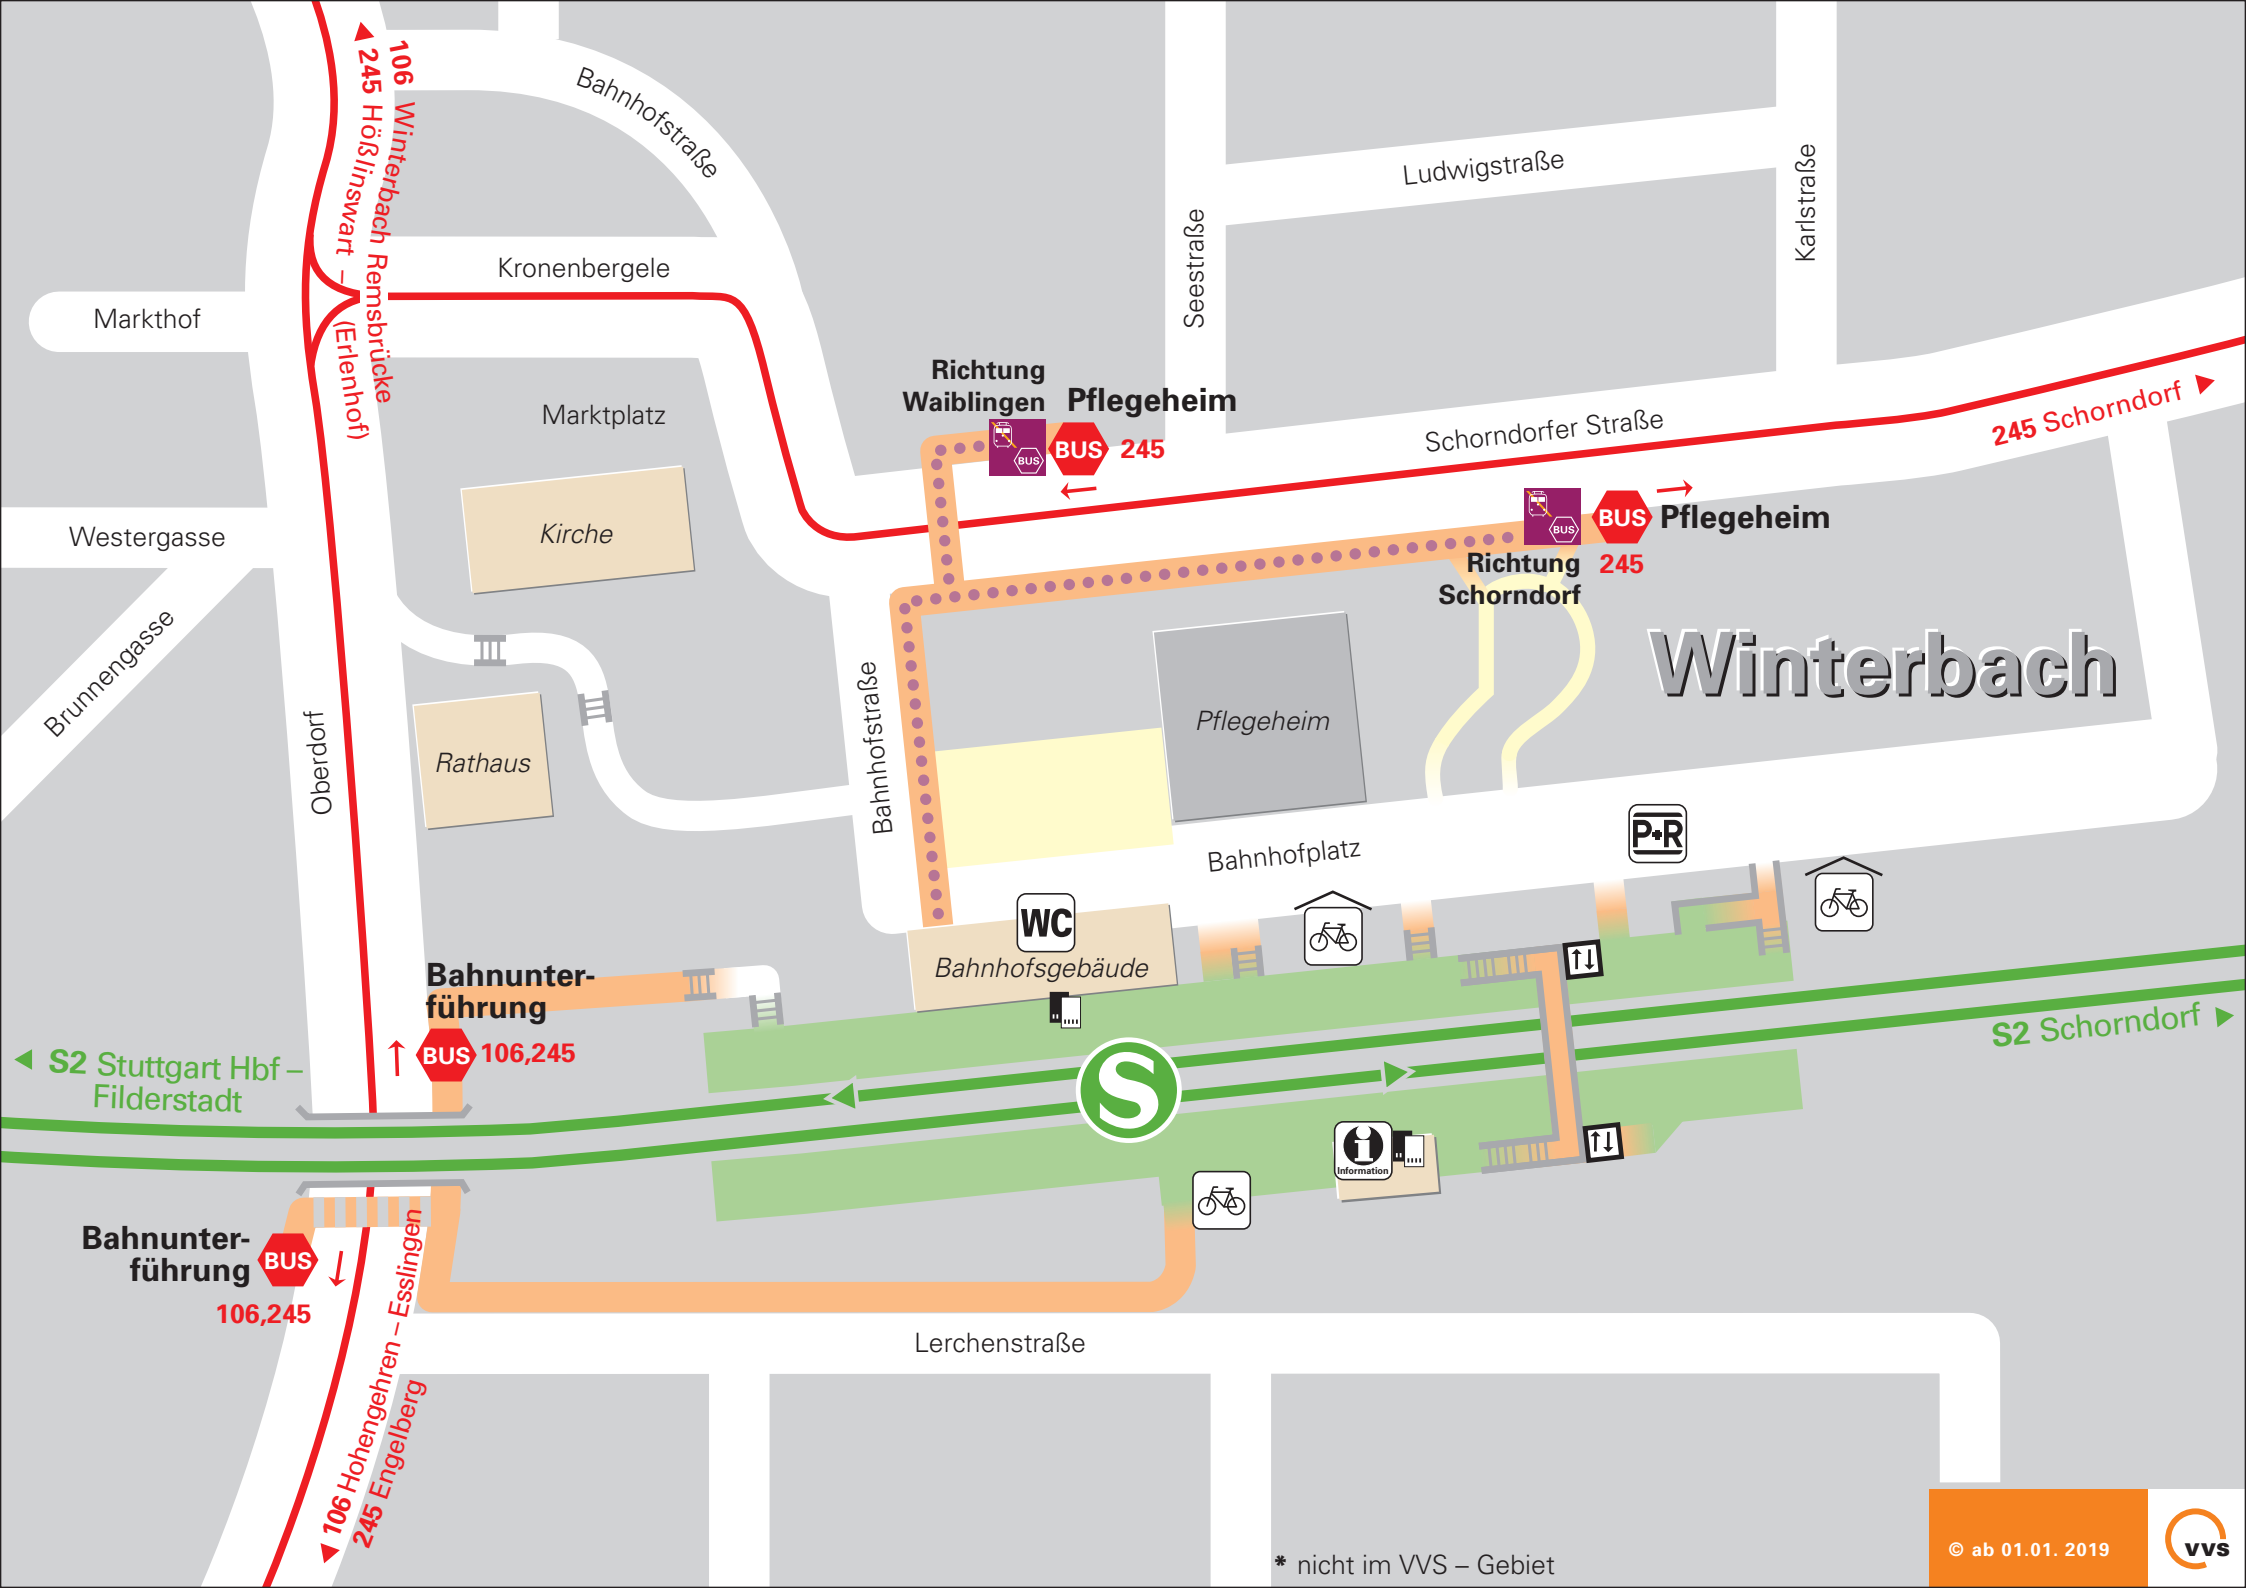 106 Winterbach Remsbrücke
245 Hößlinswart – (Erlenhof)
Bahnhofstraße
Ludwigstraße
Karlstraße
Seestraße
Kronenbergele
Markthof
Richtung
Waiblingen
Pflegeheim
BUS
BUS
245
Marktplatz
Schorndorfer Straße
245 Schorndorf
Kirche
BUS
BUS
Pflegeheim
245
Richtung
Schorndorf
Westergasse
Brunnengasse
Winterbach
Bahnhofstraße
Pflegeheim
Rathaus
Oberdorf
Bahnhofplatz
P+R
WC
Bahnhofsgebäude
Bahnunter-
führung
BUS
106,245
S2 Stuttgart Hbf –
Filderstadt
S2 Schorndorf
S
i
Information
Bahnunter-
führung
BUS
106,245
106 Hohengehren – Esslingen
245 Engelberg
Lerchenstraße
* nicht im VVS – Gebiet
© ab 01.01. 2019
VVS